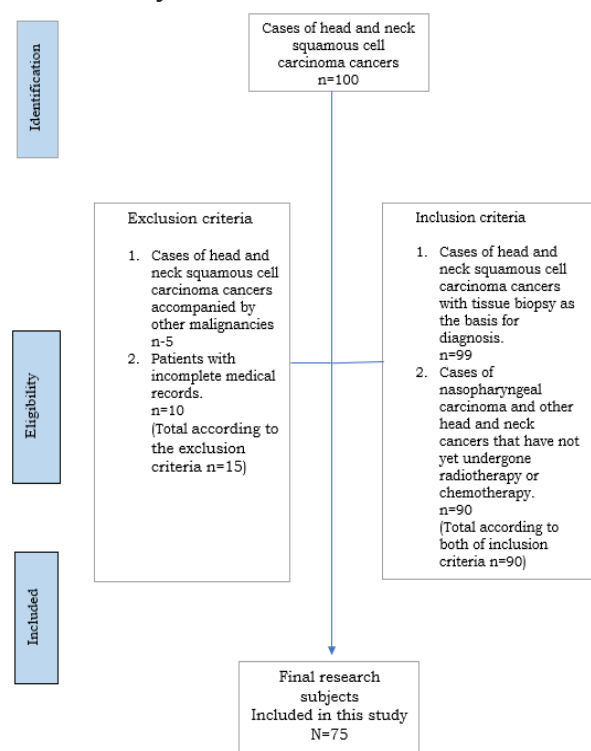 Identification
Cases of head and neck
squamous cell
carcinoma cancers
n=100
Eligibility
Exclusion criteria
1. Cases of head and
neck squamous cell
carcinoma cancers
accompanied by
other malignancies
n-5
2. Patients with
incomplete medical
records.
n=10
(Total according to
the exclusion
criteria n=15)
Inclusion criteria
1. Cases of head and
neck squamous cell
carcinoma cancers
with tissue biopsy as
the basis for
diagnosis.
n=99
2. Cases of
nasopharyngeal
carcinoma and other
head and neck
cancers that have not
yet undergone
radiotherapy or
chemotherapy.
n=90
(Total according to
both of inclusion
criteria n=90)
Included
Final research
subjects
Included in this study
N=75